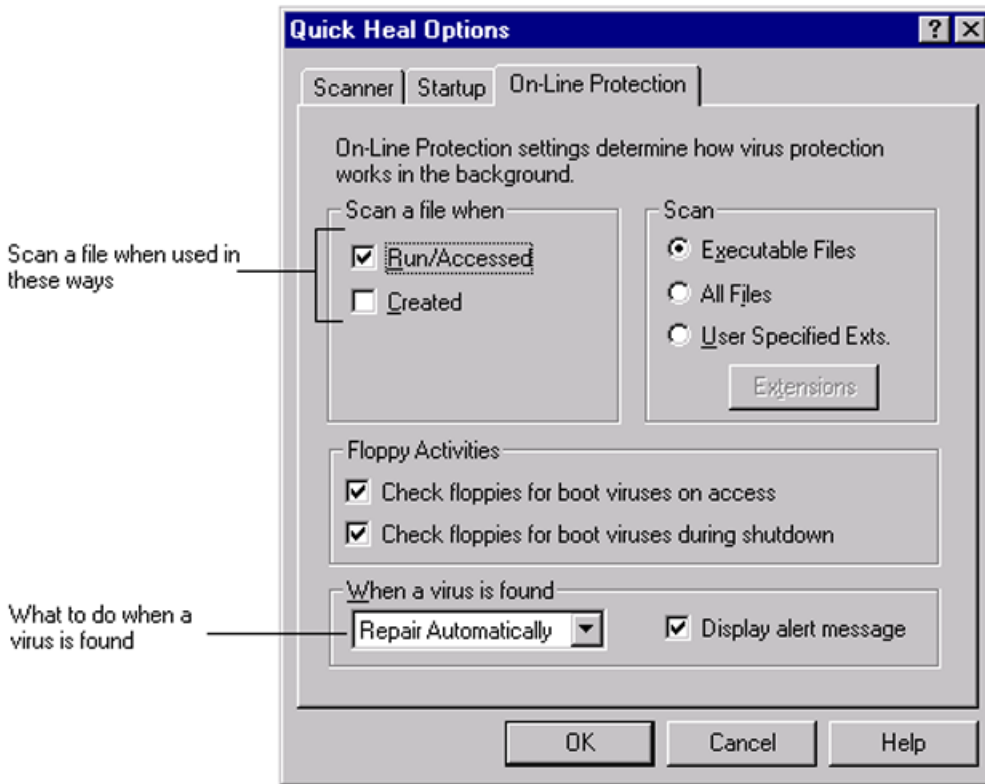 Quick Heal Options
Scanner
Startup
On-Line Protection
On-Line Protection settings determine how virus protection
works in the background.
Scan a file when
Run/Accessed
Created
Scan a file when used in
these ways
Scan
Executable Files
All Files
User Specified Exts.
Extensions
Floppy Activities
Check floppies for boot viruses on access
Check floppies for boot viruses during shutdown
When a virus is found
Repair Automatically
Display alert message
What to do when a
virus is found
OK
Cancel
Help